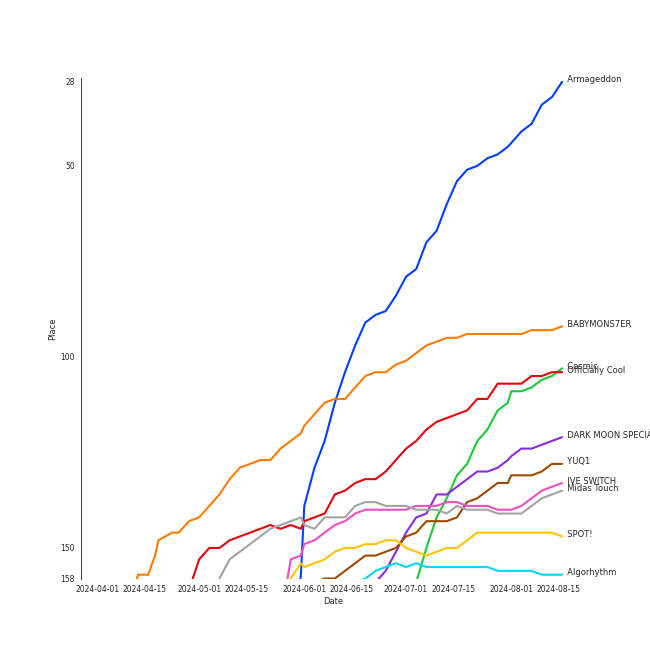 28
50
100
150
158
Place
Armageddon
BABYMONS7ER
Cosmic
Officially Cool
DARK MOON SPECIA
YUQ1
IVE SWITCH
Midas Touch
SPOT!
Algorhythm
2024-04-01
2024-04-15
2024-05-01
2024-05-15
2024-06-01
2024-06-15
2024-07-01
2024-07-15
2024-08-01
2024-08-15
Date